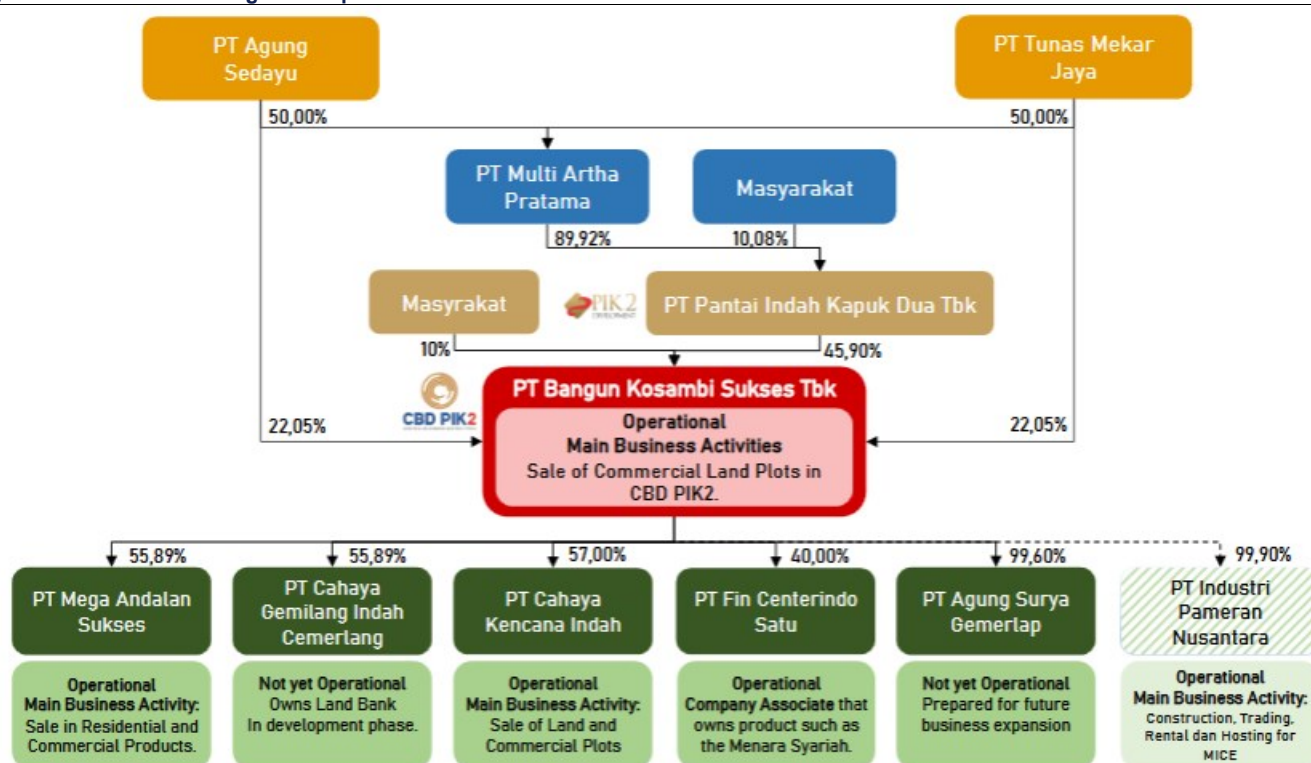 PT Agung
Sedayu
PT Tunas Mekar
Jaya
50,00%
50,00%
PT Multi Artha
Pratama
Masyarakat
89,92%
10,08%
Masyrakat
PIK 2
PT Pantai Indah Kapuk Dua Tbk
10%
45,90%
PT Bangun Kosambi Sukses Tbk
CBD PIK2
Operational
Main Business Activities
Sale of Commercial Land Plots in
CBD PIK2.
22,05%
22,05%
55,89%
55,89%
57,00%
40,00%
99,60%
99,90%
PT Mega Andalan
Sukses
PT Cahaya
Gemilang Indah
Cemerlang
PT Cahaya
Kencana Indah
PT Fin Centerindo
Satu
PT Agung Surya
Gemerlap
PT Industri
Pameran
Nusantara
Operational
Main Business Activity:
Sale in Residential and
Commercial Products.
Not yet Operational
Owns Land Bank
In development phase.
Operational
Main Business Activity:
Sale of Land and
Commercial Plots
Operational
Company Associate that
owns product such as
the Menara Syariah.
Not yet Operational
Prepared for future
business expansion
Operational
Main Business Activity:
Construction, Trading,
Rental dan Hosting for
MICE